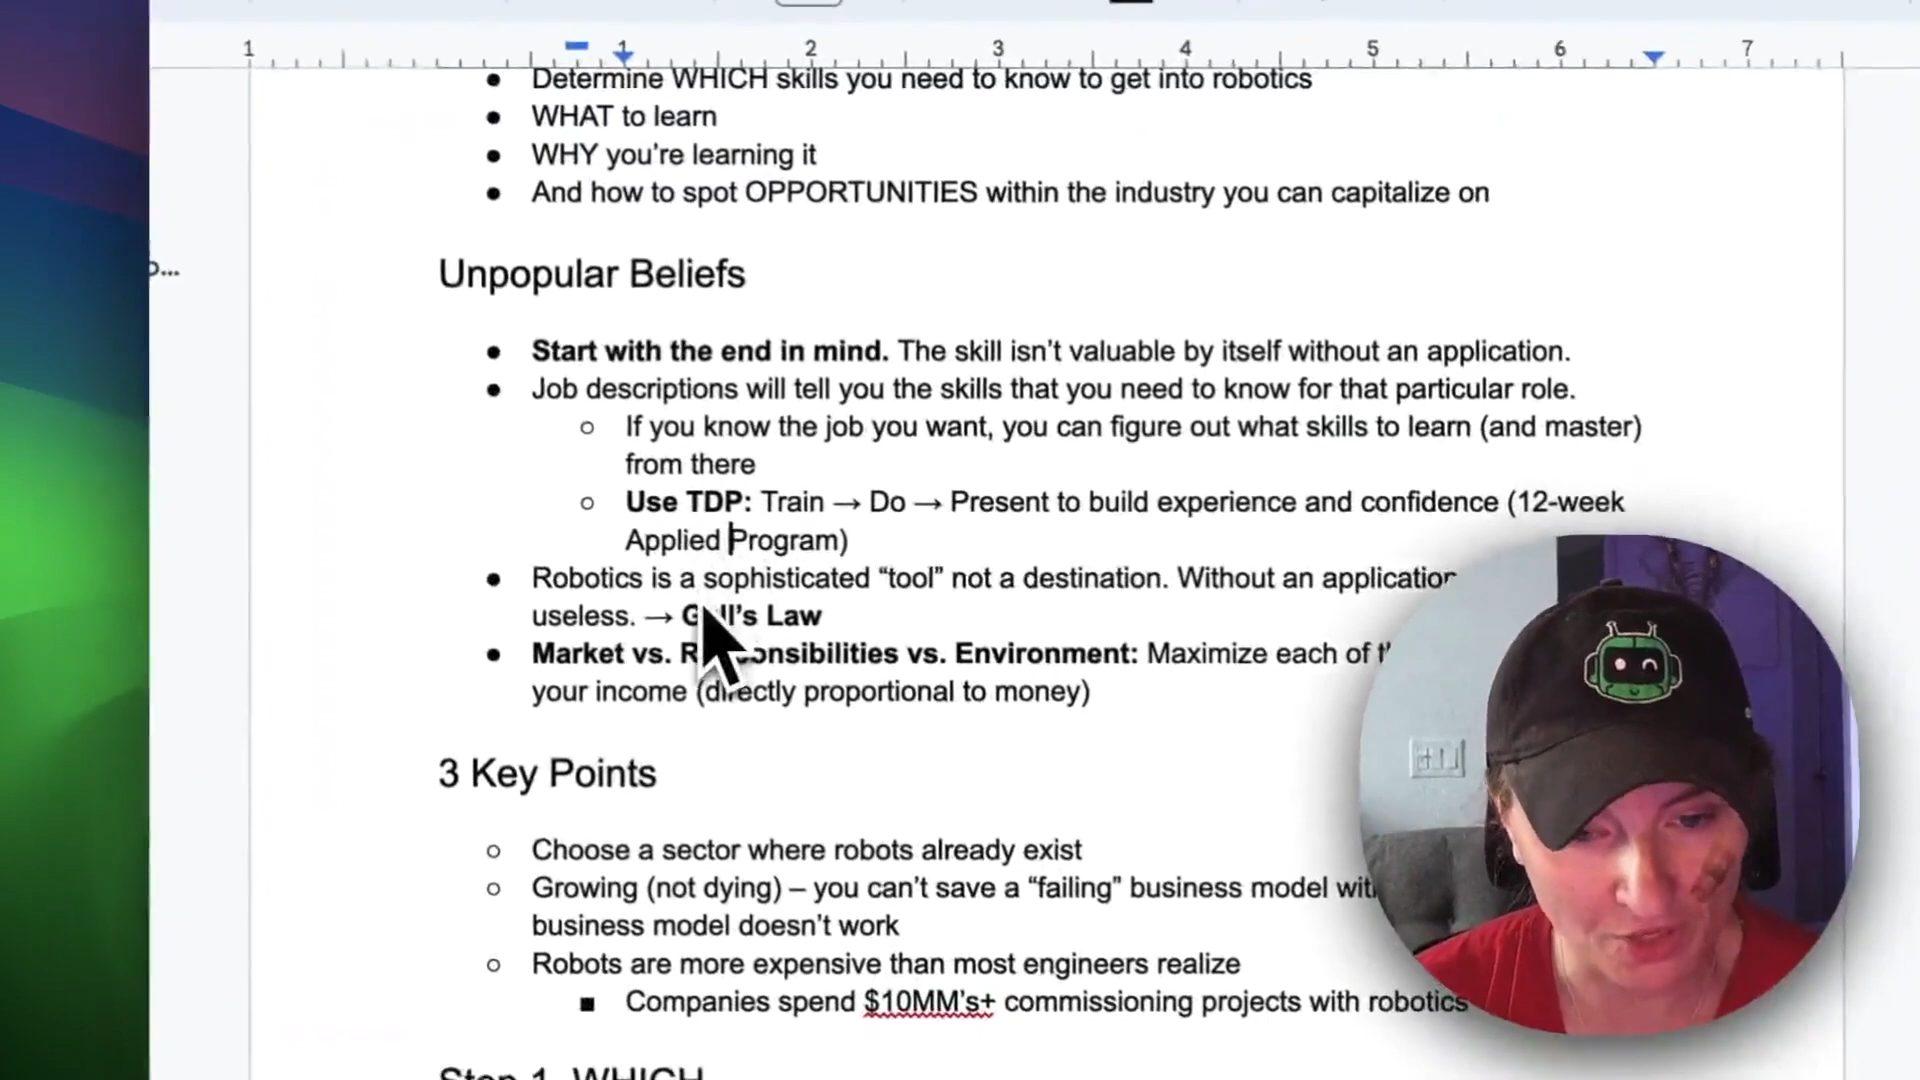 1 1 2 3 4 5 6 7
Determine WHICH skills you need to know to get into robotics
WHAT to learn
WHY you’re learning it
And how to spot OPPORTUNITIES within the industry you can capitalize on
Unpopular Beliefs
Start with the end in mind. The skill isn’t valuable by itself without an application.
Job descriptions will tell you the skills that you need to know for that particular role.
If you know the job you want, you can figure out what skills to learn (and master)
from there
Use TDP: Train → Do → Present to build experience and confidence (12-week
Applied Program)
Robotics is a sophisticated “tool” not a destination. Without an application
useless. → Law
Market vs. vs. Environment: Maximize each of
your income (directly proportional to money)
3 Key Points
Choose a sector where robots already exist
Growing (not dying) – you can’t save a “failing” business model
business model doesn’t work
Robots are more expensive than most engineers realize
Companies spend $10MM’s+ commissioning projects with robotics
Step 1. WHICH